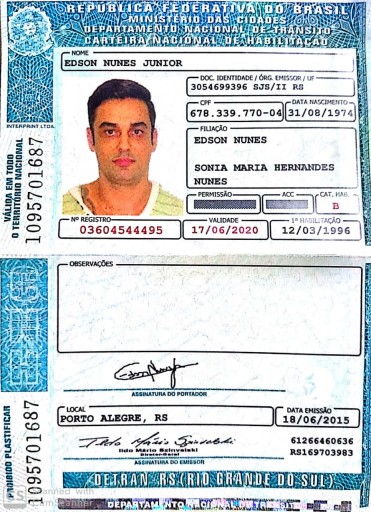 REPÚBLICA FEDERATIVA DO BRASIL
MINISTÉRIO DAS CIDADES
DEPARTAMENTO NACIONAL DE TRÂNSITO
CARTEIRA NACIONAL DE HABILITAÇÃO
NOME
EDSON NUNES JUNIOR
DOC. IDENTIDADE / ÓRG. EMISSOR / UF
3054699396 SJS/II RS
CPF
DATA NASCIMENTO
678.339.770-04
31/08/1974
FILIAÇÃO
EDSON NUNES
SONIA MARIA HERNANDES
NUNES
PERMISSÃO
ACC
CAT. HAB.
B
Nº REGISTRO
VALIDADE
1ª HABILITAÇÃO
03604544495
17/06/2020
12/03/1996
INTERPRINT LTDA.
VÁLIDA EM TODO
O TERRITÓRIO NACIONAL
1095701687
OBSERVAÇÕES
ASSINATURA DO PORTADOR
LOCAL
DATA EMISSÃO
PORTO ALEGRE, RS
18/06/2015
Ildo Mário Szinvelski
Diretor-Geral
61266460636
RS169703983
ASSINATURA DO EMISSOR
PROIBIDO PLASTIFICAR
1095701687
DETRAN-RS(RIO GRANDE DO SUL)
CS
Scanned with
CamScanner